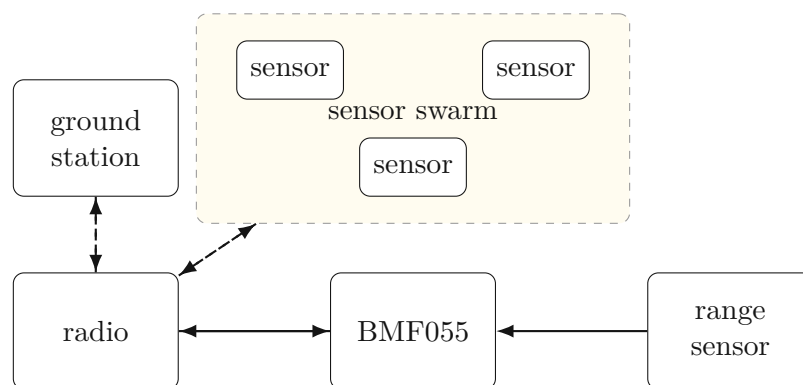 sensor
sensor
sensor swarm
sensor
ground
station
radio
BMF055
range
sensor